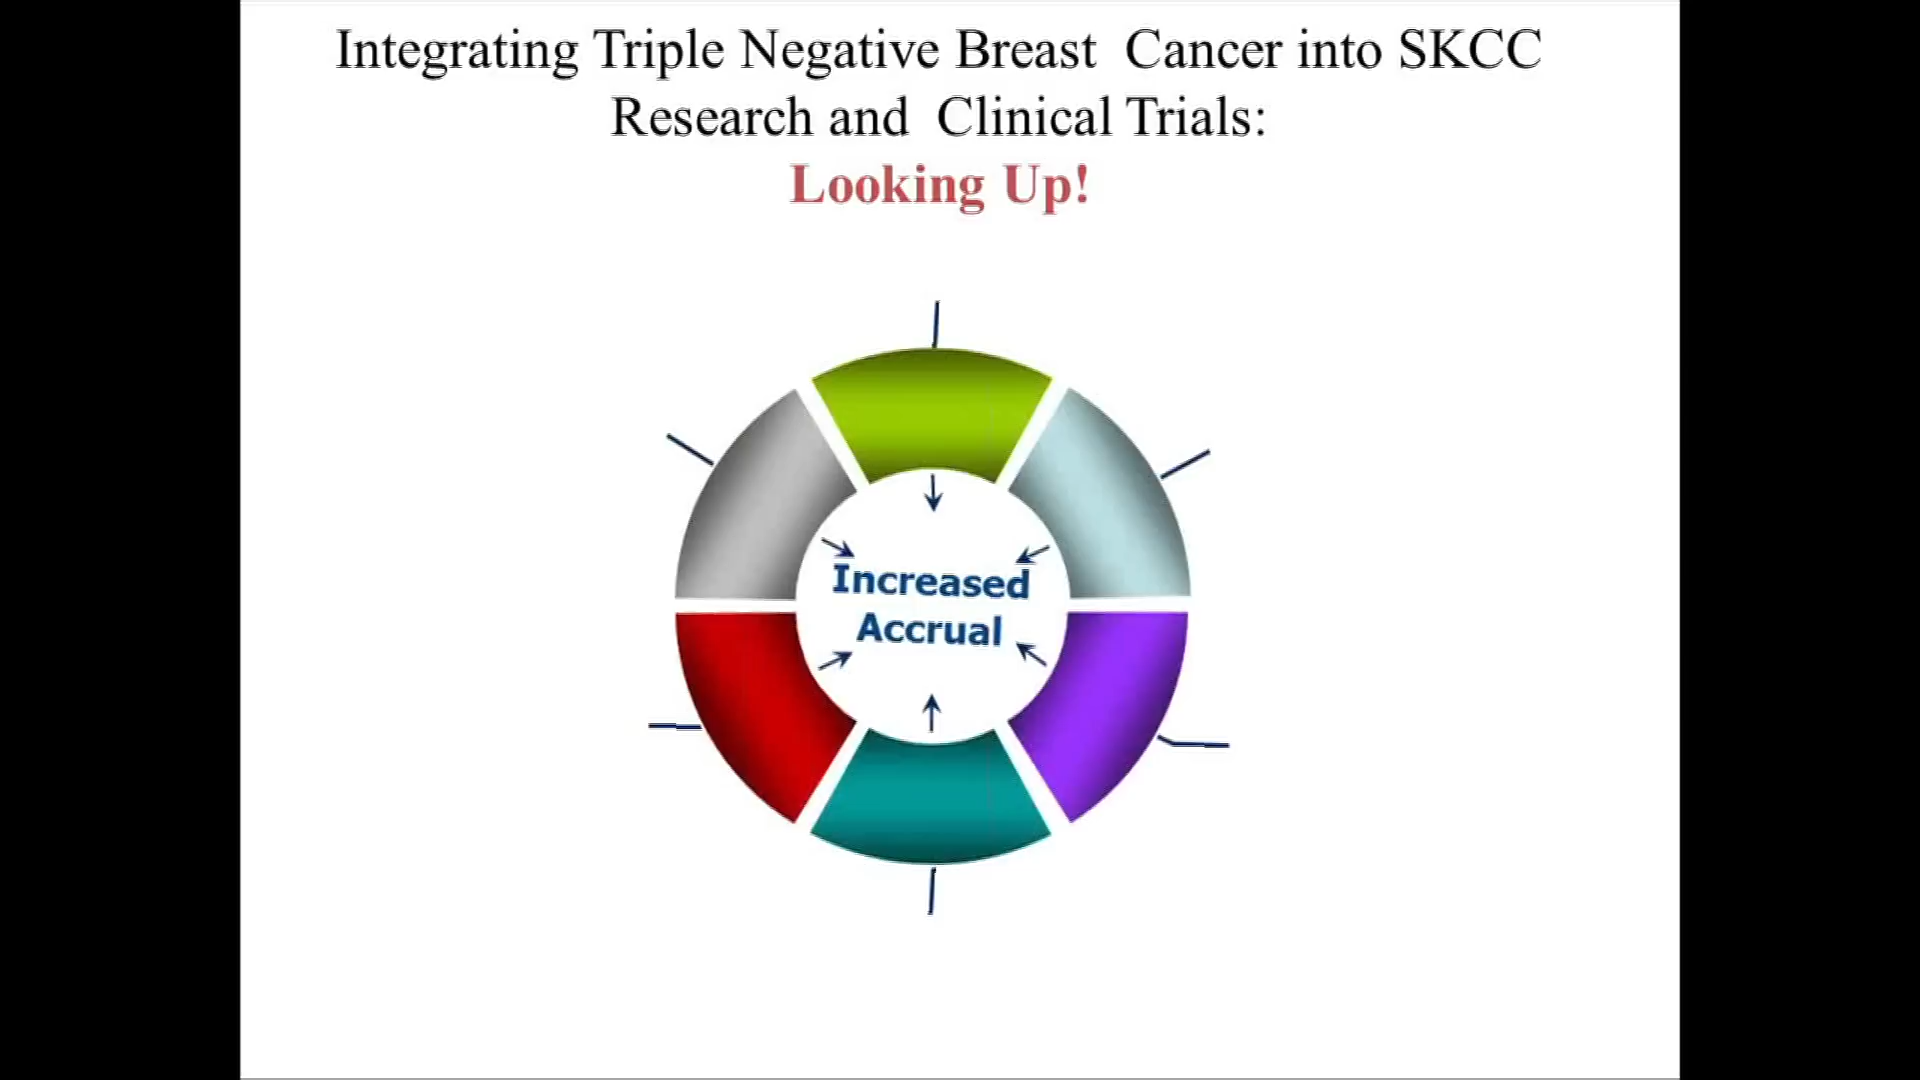 Integrating Triple Negative Breast Cancer into SKCC
Research and Clinical Trials:
Looking Up!
Increased
Accrual